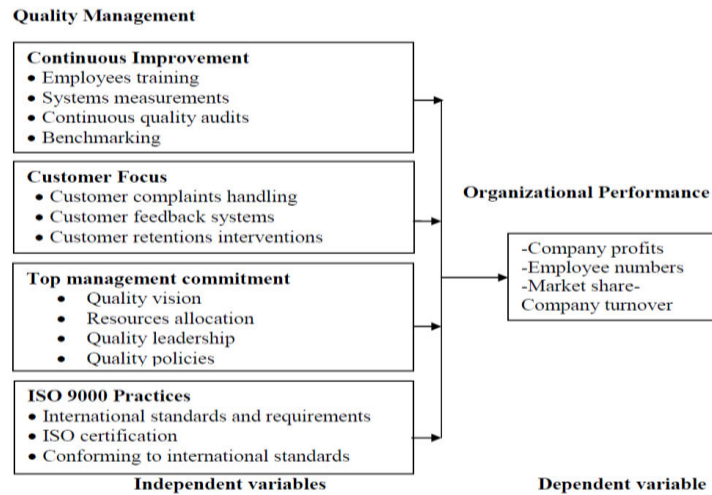 Quality Management
Continuous Improvement
• Employees training
• Systems measurements
• Continuous quality audits
• Benchmarking
Customer Focus
• Customer complaints handling
• Customer feedback systems
• Customer retentions interventions
Top management commitment
• Quality vision
• Resources allocation
• Quality leadership
• Quality policies
ISO 9000 Practices
• International standards and requirements
• ISO certification
• Conforming to international standards
Independent variables
Organizational Performance
-Company profits
-Employee numbers
-Market share-
Company turnover
Dependent variable